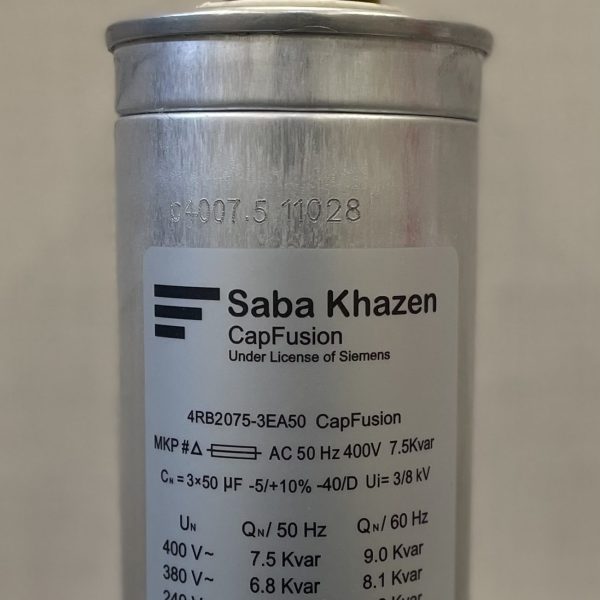 C4007.5 11028
Saba Khazen
CapFusion
Under License of Siemens
4RB2075-3EA50 CapFusion
MKP #Δ AC 50 Hz 400V 7.5Kvar
CN = 3×50 µF -5/+10% -40/D Ui= 3/8 kV
UN QN/ 50 Hz QN/ 60 Hz
400 V~ 7.5 Kvar 9.0 Kvar
380 V~ 6.8 Kvar 8.1 Kvar